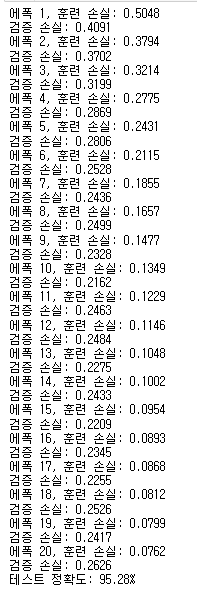 에폭 1, 훈련 손실: 0.5048
검증 손실: 0.4091
에폭 2, 훈련 손실: 0.3794
검증 손실: 0.3702
에폭 3, 훈련 손실: 0.3214
검증 손실: 0.3199
에폭 4, 훈련 손실: 0.2775
검증 손실: 0.2869
에폭 5, 훈련 손실: 0.2431
검증 손실: 0.2806
에폭 6, 훈련 손실: 0.2115
검증 손실: 0.2528
에폭 7, 훈련 손실: 0.1855
검증 손실: 0.2436
에폭 8, 훈련 손실: 0.1657
검증 손실: 0.2499
에폭 9, 훈련 손실: 0.1477
검증 손실: 0.2328
에폭 10, 훈련 손실: 0.1349
검증 손실: 0.2162
에폭 11, 훈련 손실: 0.1229
검증 손실: 0.2463
에폭 12, 훈련 손실: 0.1146
검증 손실: 0.2484
에폭 13, 훈련 손실: 0.1048
검증 손실: 0.2275
에폭 14, 훈련 손실: 0.1002
검증 손실: 0.2433
에폭 15, 훈련 손실: 0.0954
검증 손실: 0.2209
에폭 16, 훈련 손실: 0.0893
검증 손실: 0.2345
에폭 17, 훈련 손실: 0.0868
검증 손실: 0.2255
에폭 18, 훈련 손실: 0.0812
검증 손실: 0.2526
에폭 19, 훈련 손실: 0.0799
검증 손실: 0.2417
에폭 20, 훈련 손실: 0.0762
검증 손실: 0.2626
테스트 정확도: 95.28%